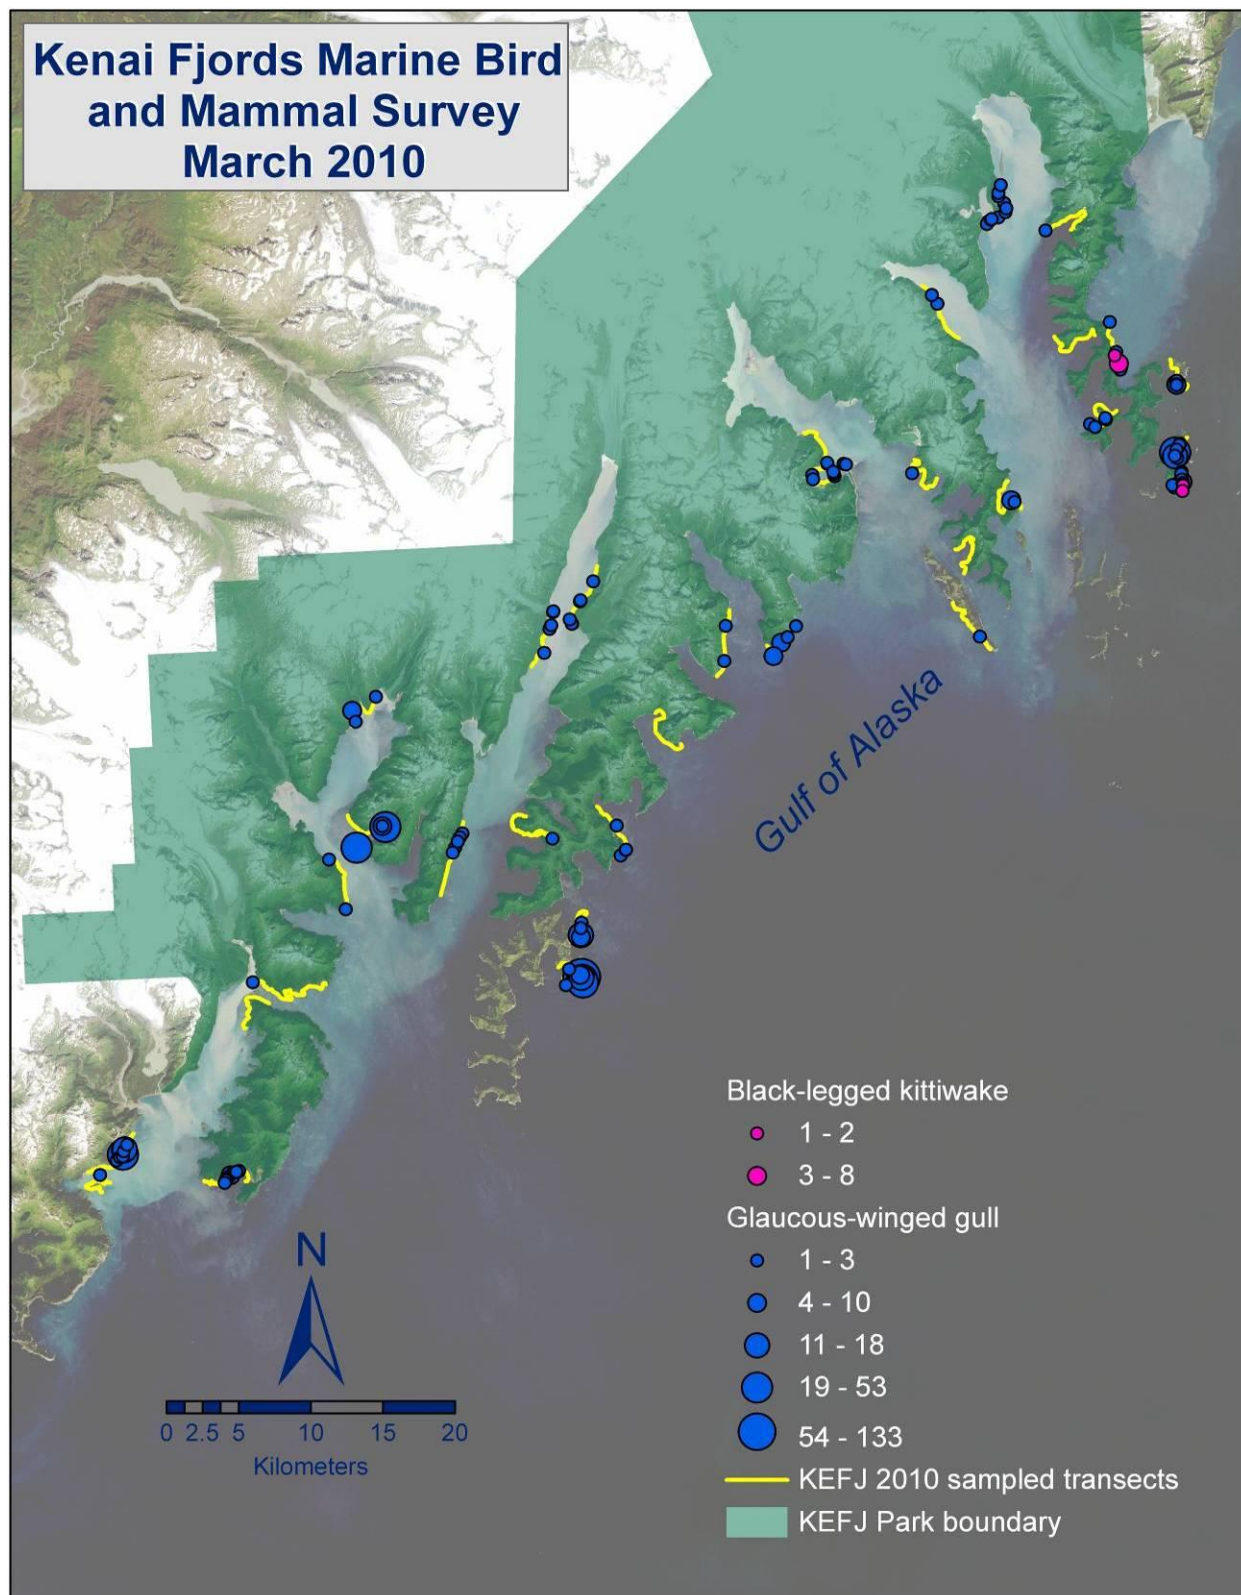 Kenai Fjords Marine Bird
and Mammal Survey
March 2010
Gulf of Alaska
Black-legged kittiwake
1 - 2
3 - 8
Glaucous-winged gull
1 - 3
4 - 10
11 - 18
19 - 53
54 - 133
KEFJ 2010 sampled transects
KEFJ Park boundary
N
0 2.5 5 10 15 20
Kilometers